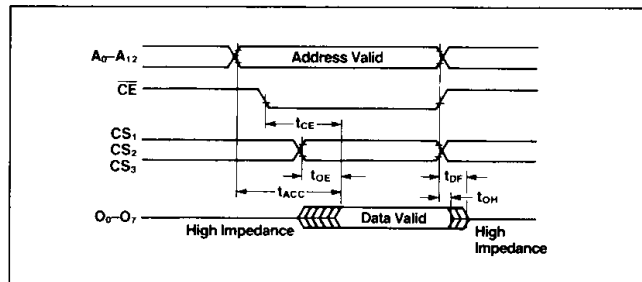 A₀–A₁₂
Address Valid
C̅E̅
tCE
CS₁
CS₂
CS₃
tOE
tDF
tACC
tOH
O₀–O₇
Data Valid
High Impedance
High
Impedance